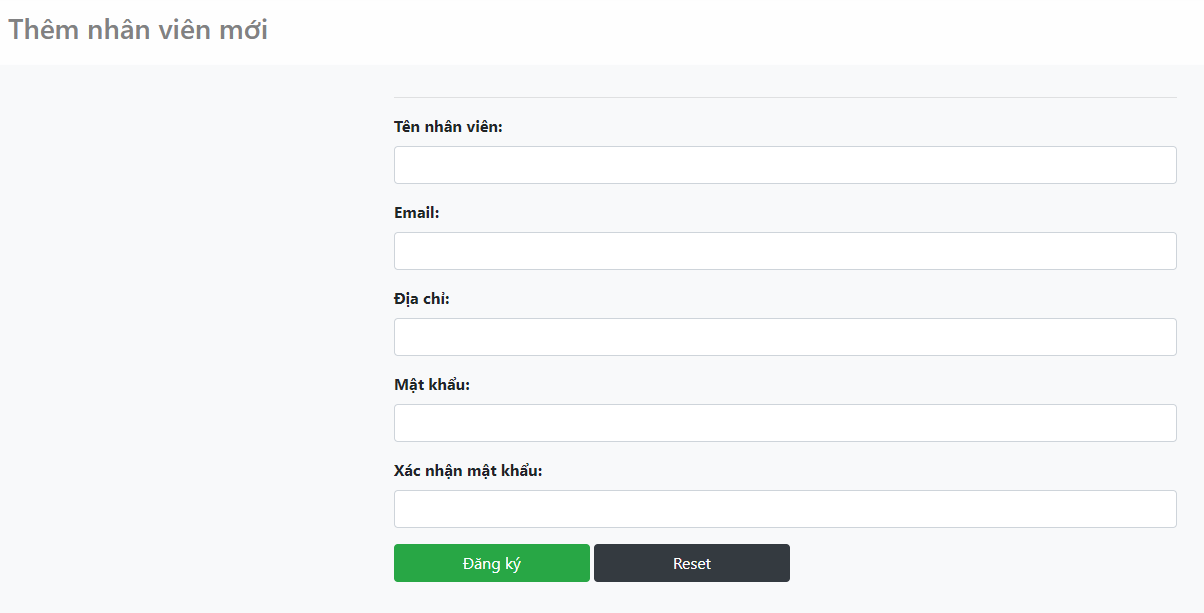 Thêm nhân viên mới
Tên nhân viên:
Email:
Địa chỉ:
Mật khẩu:
Xác nhận mật khẩu:
Đăng ký Reset